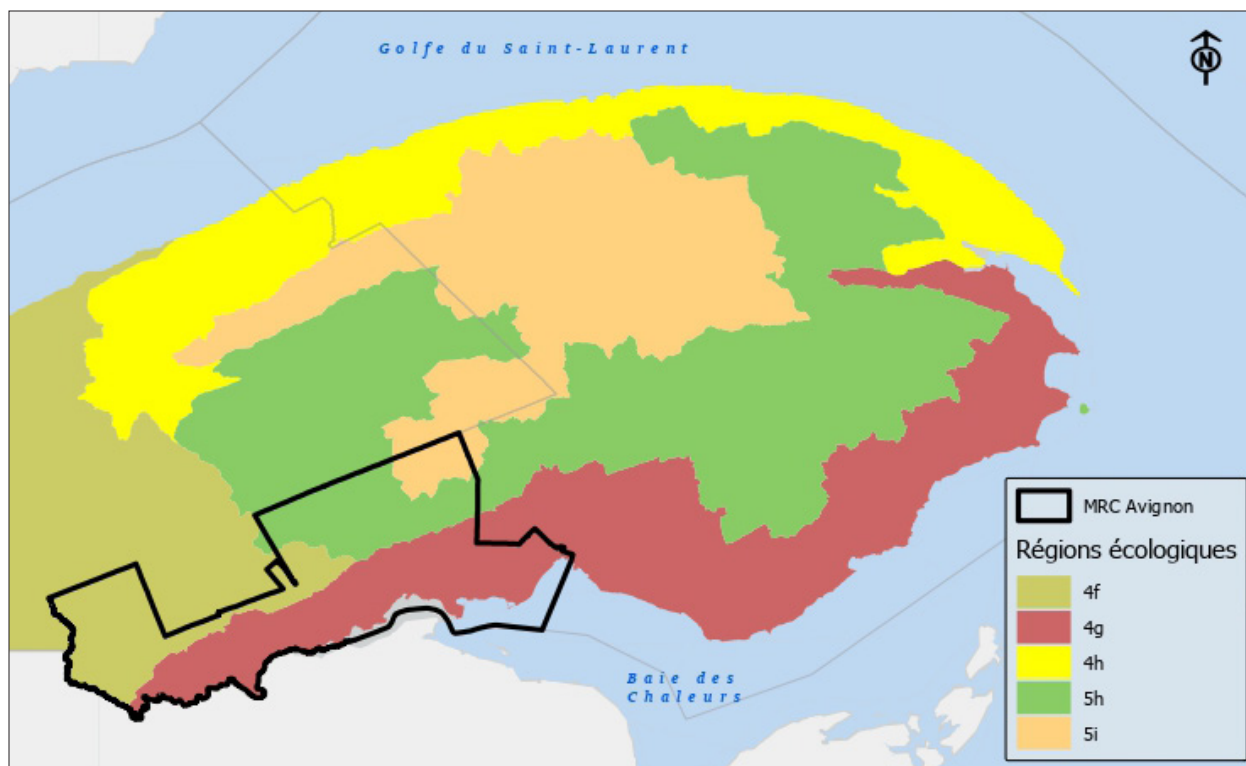 Golfe du Saint-Laurent
N
Baie des
Chaleurs
MRC Avignon
Régions écologiques
4f
4g
4h
5h
5i